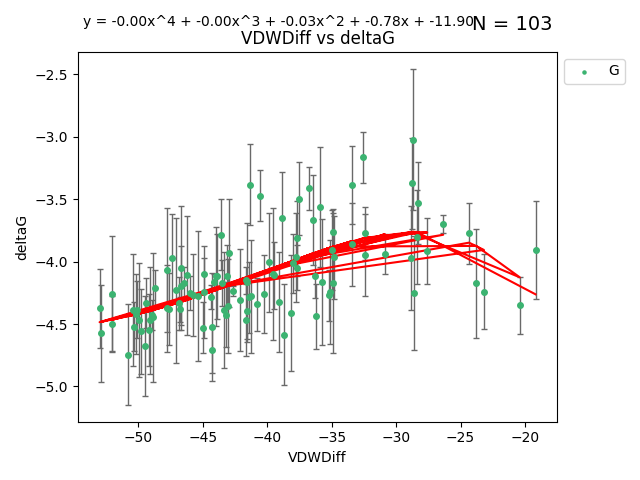 y = -0.00x^4 + -0.00x^3 + -0.03x^2 + -0.78x + -11.90
N = 103
VDWDiff vs deltaG
G
deltaG
−2.5
−3.0
−3.5
−4.0
−4.5
−5.0
−50 −45 −40 −35 −30 −25 −20
VDWDiff